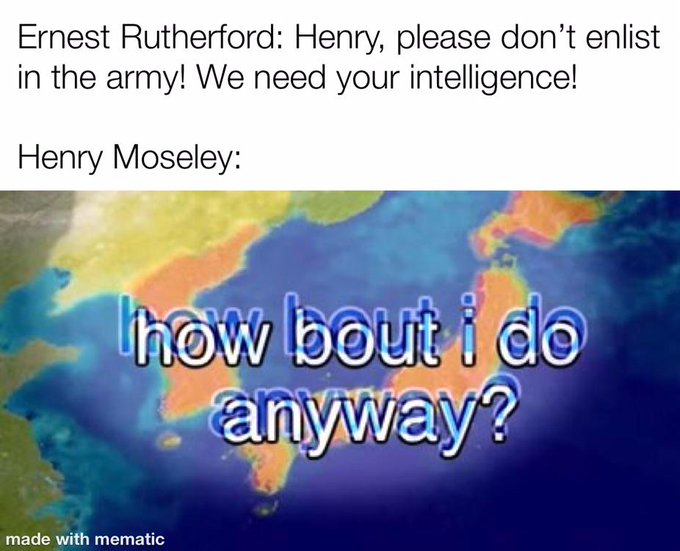 Ernest Rutherford: Henry, please don’t enlist
in the army! We need your intelligence!
Henry Moseley:
how bout i do
anyway?
made with mematic